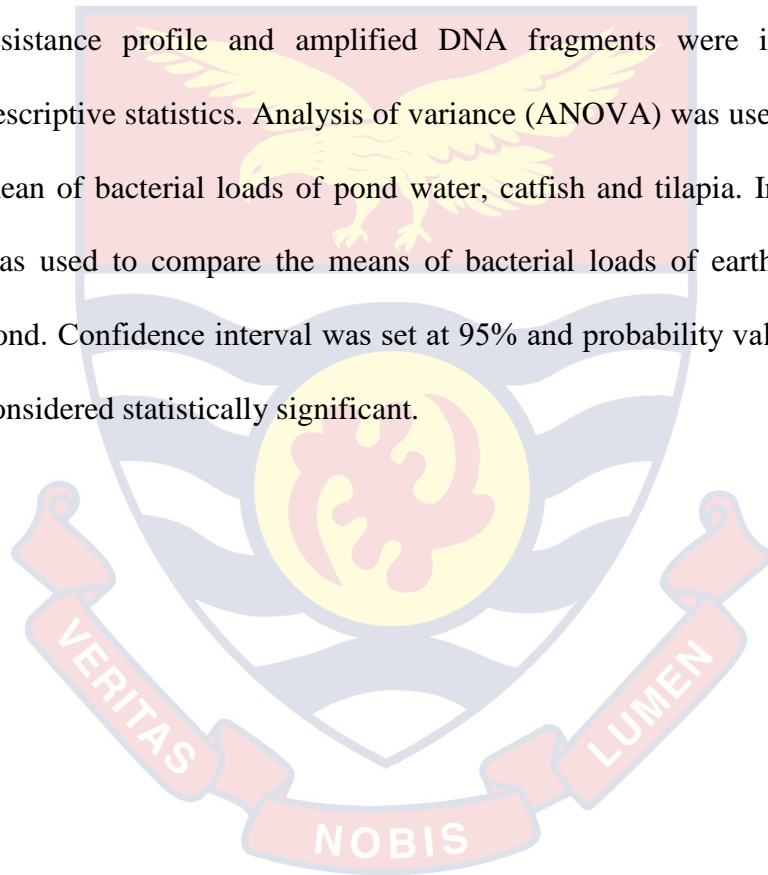 sistance profile and amplified DNA fragments were i
escriptive statistics. Analysis of variance (ANOVA) was use
ean of bacterial loads of pond water, catfish and tilapia. I
as used to compare the means of bacterial loads of earth
ond. Confidence interval was set at 95% and probability val
onsidered statistically significant.
VERITAS
NOBIS
LUMEN